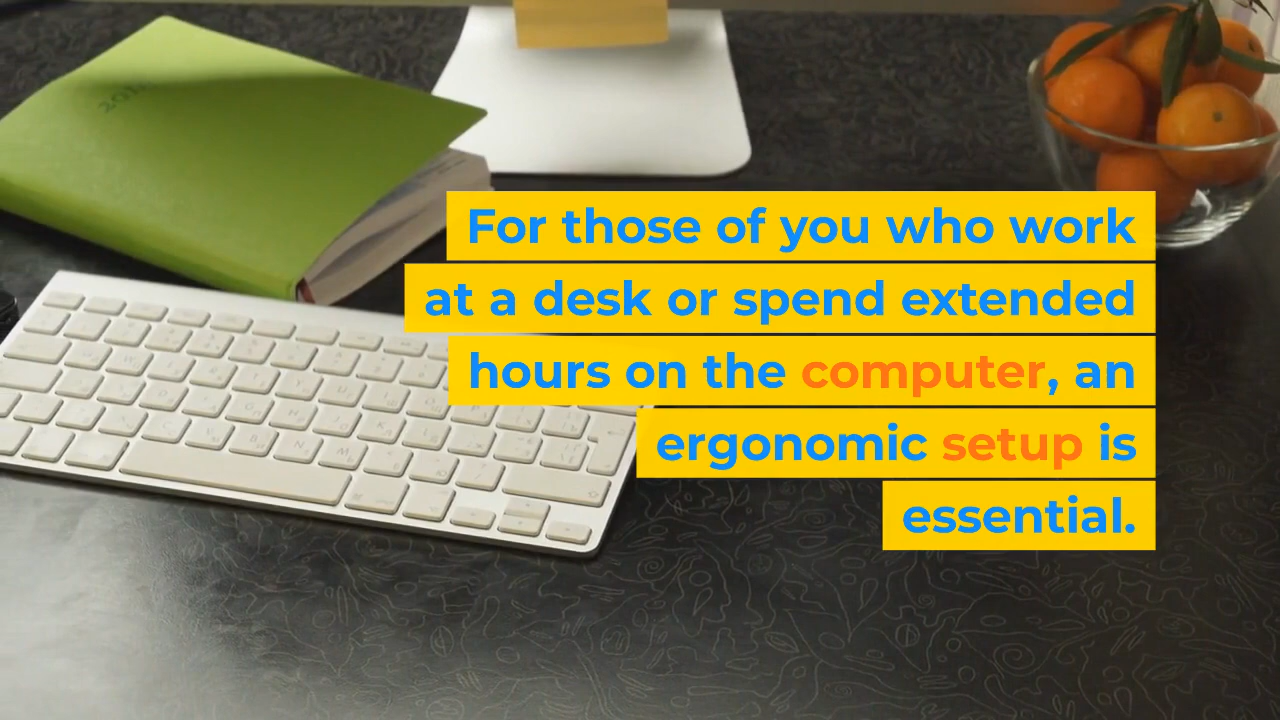 For those of you who work
at a desk or spend extended
hours on the computer, an
ergonomic setup is
essential.